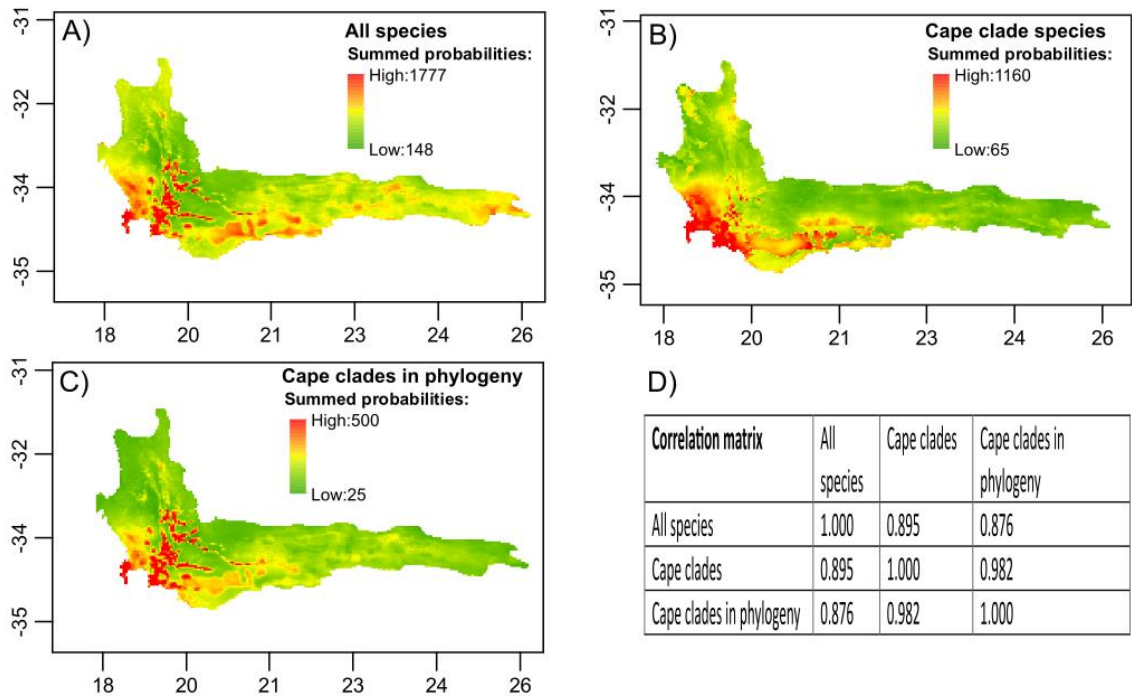 A)
All species
Summed probabilities:
High:1777
Low:148
-31
-32
-34
-35
18
20
21
23
24
26
B)
Cape clade species
Summed probabilities:
High:1160
Low:65
-31
-32
-34
-35
18
20
21
23
24
26
C)
Cape clades in phylogeny
Summed probabilities:
High:500
Low:25
-31
-32
-34
-35
18
20
21
23
24
26
D)
Correlation matrix All species Cape clades Cape clades in phylogeny
All species 1.000 0.895 0.876
Cape clades 0.895 1.000 0.982
Cape clades in phylogeny 0.876 0.982 1.000